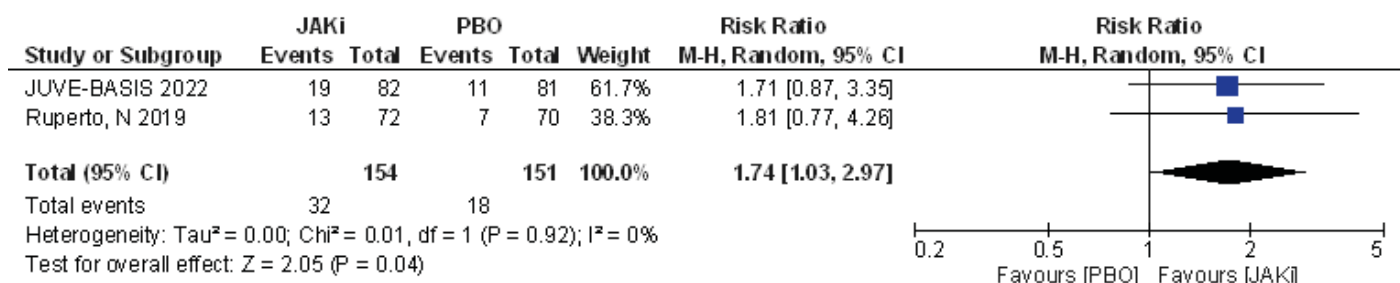 JAKi PBO Risk Ratio Risk Ratio
Study or Subgroup Events Total Events Total Weight M-H, Random, 95% CI M-H, Random, 95% CI
JUVE-BASIS 2022 19 82 11 81 61.7% 1.71 [0.87, 3.35]
Ruperto, N 2019 13 72 7 70 38.3% 1.81 [0.77, 4.26]
Total (95% CI) 154 151 100.0% 1.74 [1.03, 2.97]
Total events 32 18
Heterogeneity: Tau² = 0.00; Chi² = 0.01, df = 1 (P = 0.92); I² = 0%
Test for overall effect: Z = 2.05 (P = 0.04)
0.2 0.5 1 2 5
Favours [PBO] Favours [JAKi]